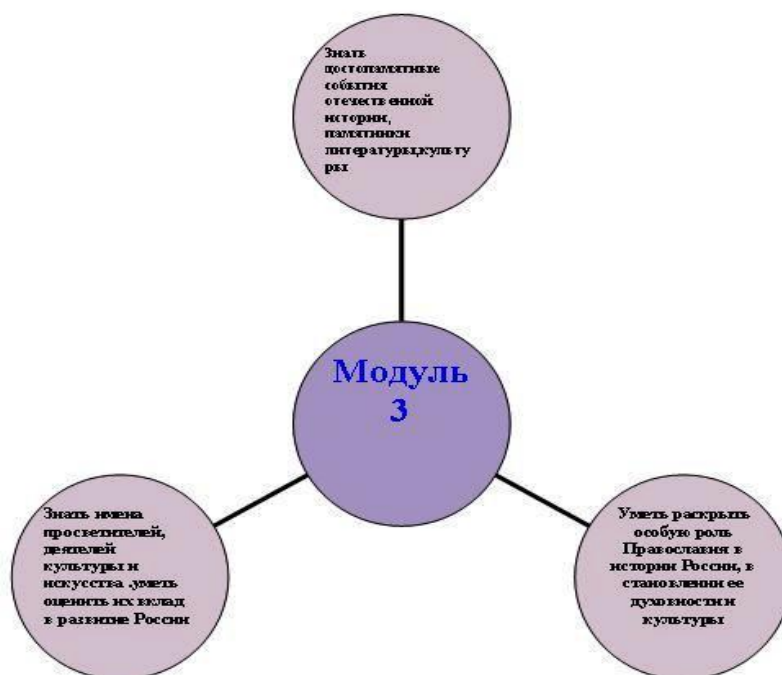 Знать
достопамятные
события
отечественной
истории,
памятники
литературы,культу
ры
Модуль
3
Знать имена
просветителей,
деятелей
культуры и
искусства ,уметь
оценить их вклад
в развитие России
Уметь раскрыть
особую роль
Православия в
истории России, в
становлении ее
духовности и
культуры